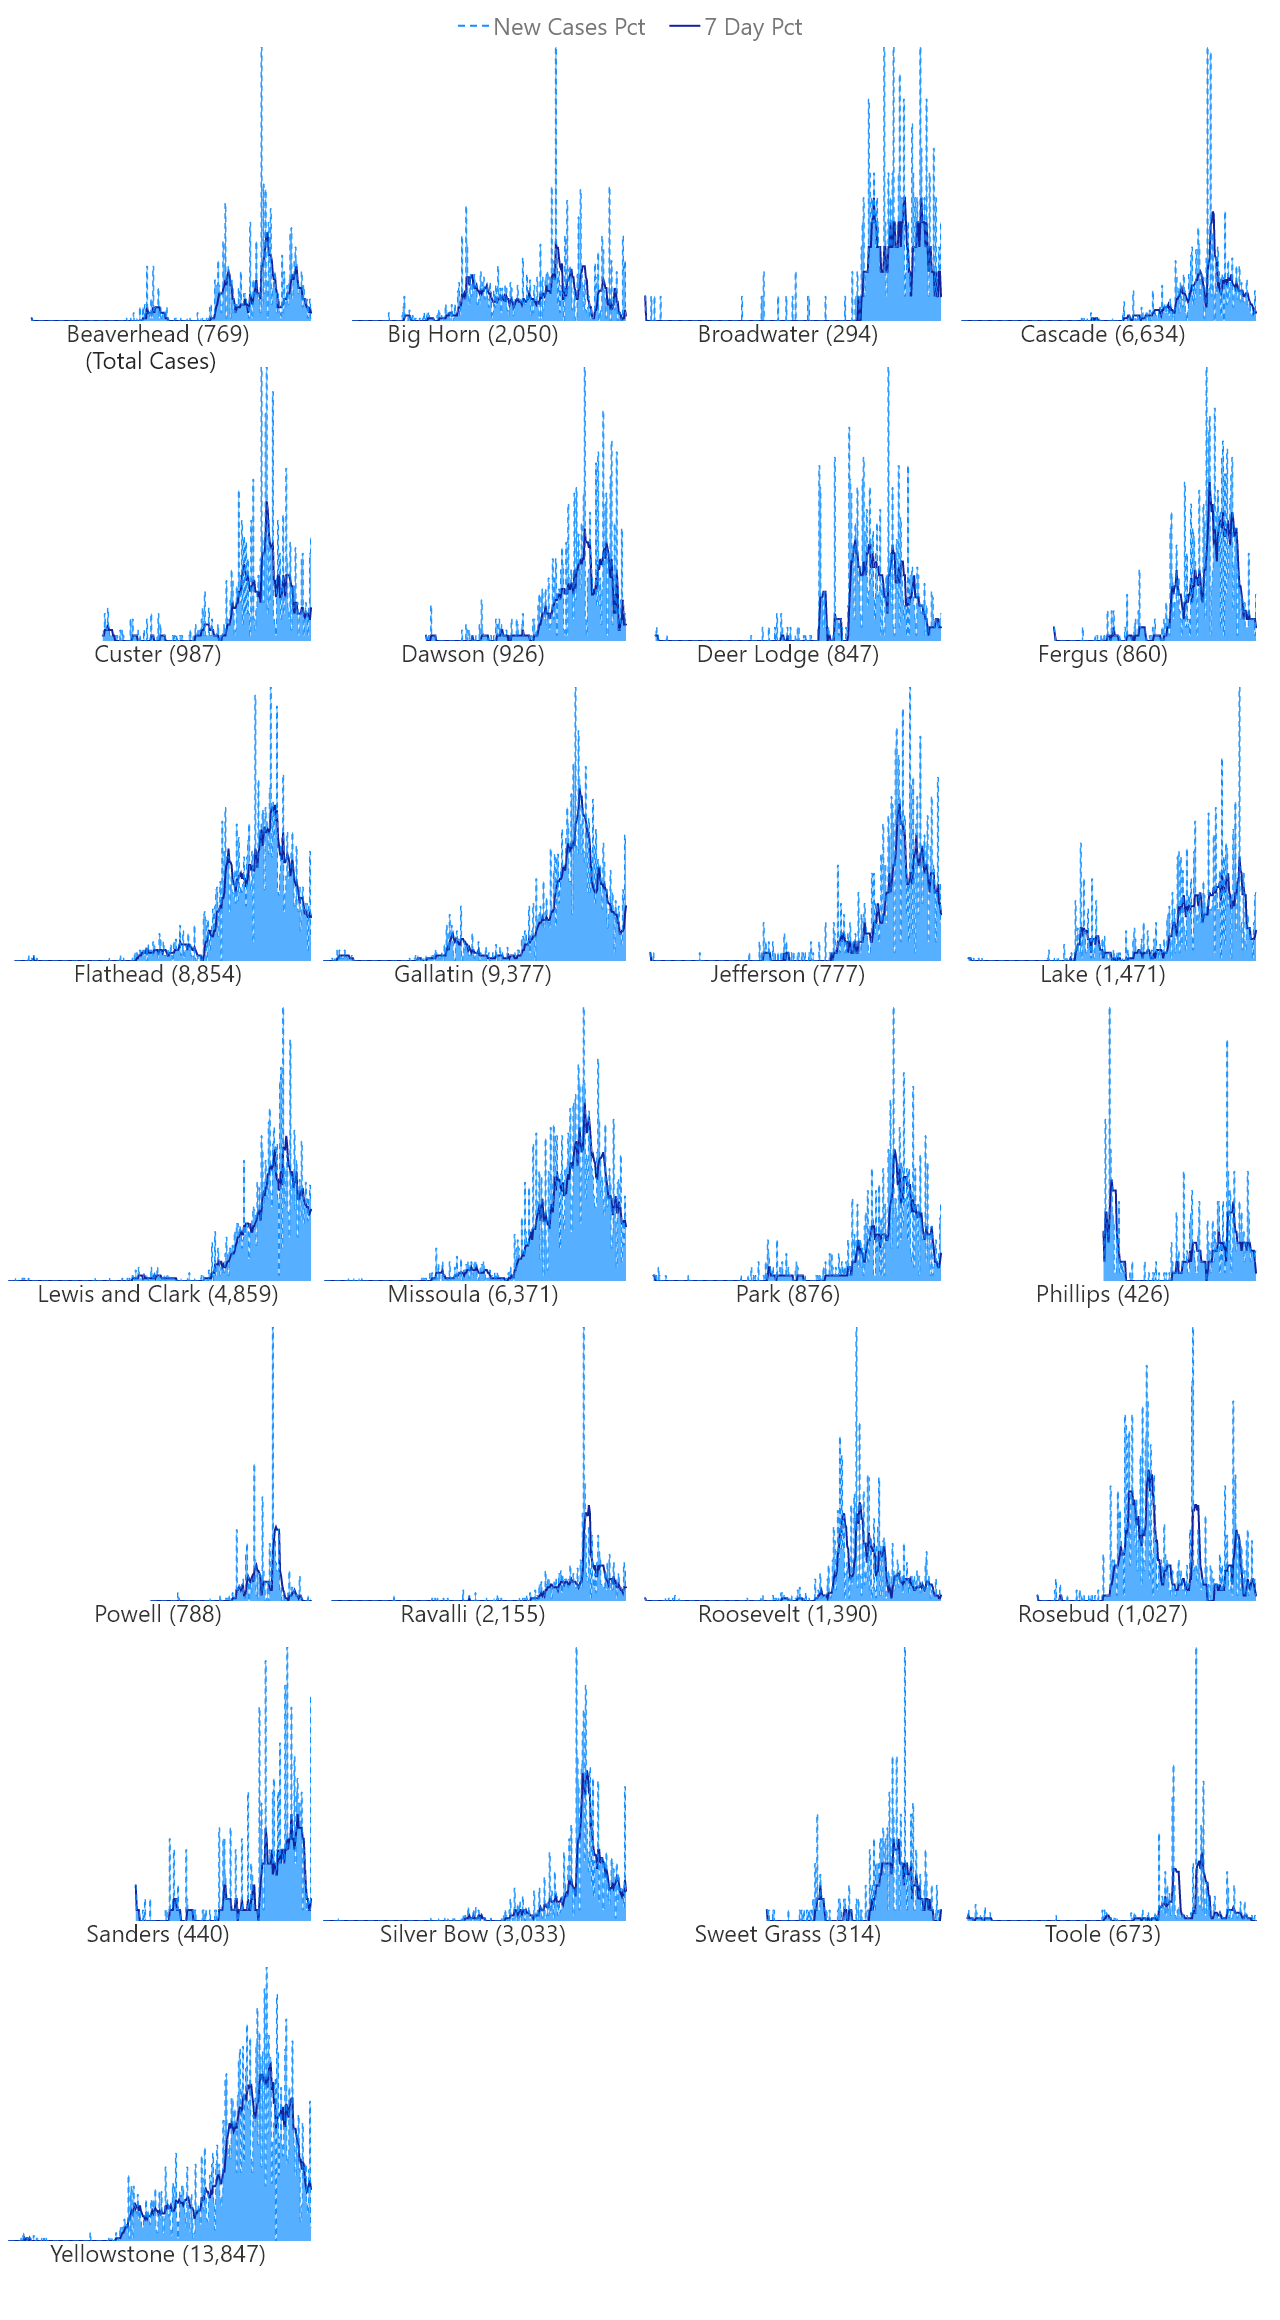 New Cases Pct 7 Day Pct
Beaverhead (769) Big Horn (2,050) Broadwater (294) Cascade (6,634)
(Total Cases)
Custer (987) Dawson (926) Deer Lodge (847) Fergus (860)
Flathead (8,854) Gallatin (9,377) Jefferson (777) Lake (1,471)
Lewis and Clark (4,859) Missoula (6,371) Park (876) Phillips (426)
Powell (788) Ravalli (2,155) Roosevelt (1,390) Rosebud (1,027)
Sanders (440) Silver Bow (3,033) Sweet Grass (314) Toole (673)
Yellowstone (13,847)